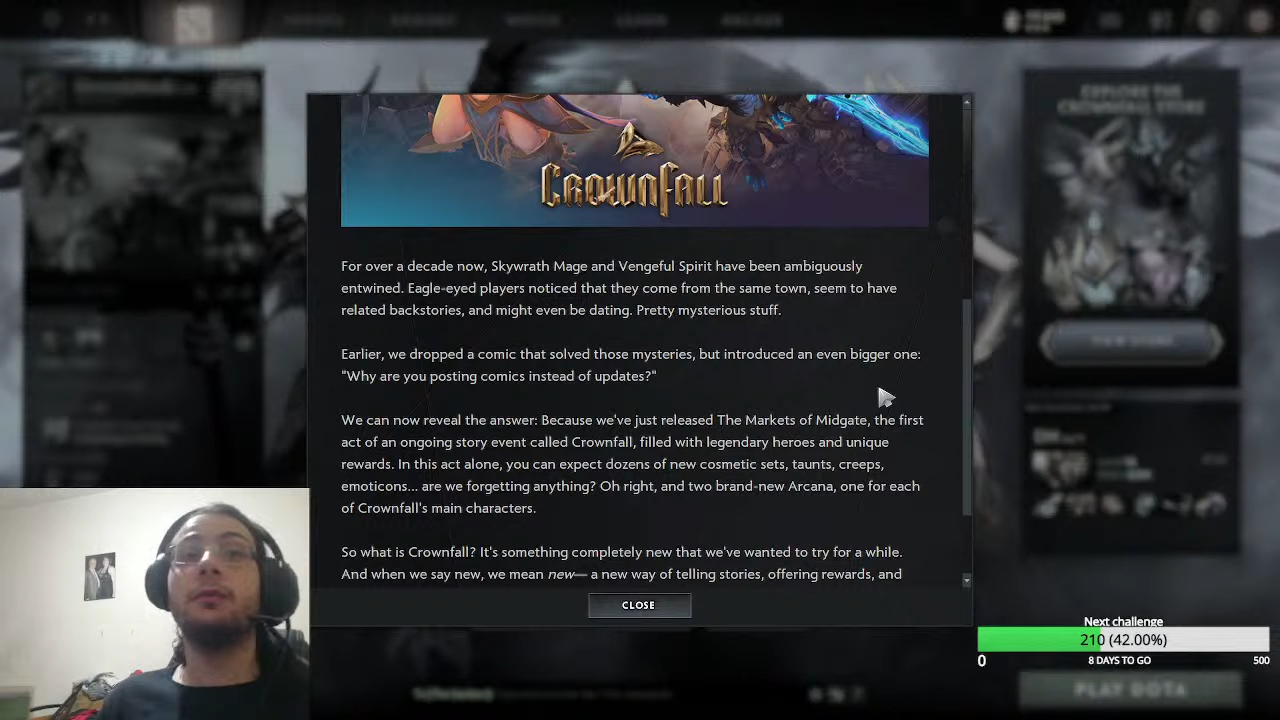 EXPLORE THE
CROWNFALL STORE
CROWNFALL
For over a decade now, Skywrath Mage and Vengeful Spirit have been ambiguously
entwined. Eagle-eyed players noticed that they come from the same town, seem to have
related backstories, and might even be dating. Pretty mysterious stuff.
Earlier, we dropped a comic that solved those mysteries, but introduced an even bigger one:
"Why are you posting comics instead of updates?"
We can now reveal the answer: Because we've just released The Markets of Midgate, the first
act of an ongoing story event called Crownfall, filled with legendary heroes and unique
rewards. In this act alone, you can expect dozens of new cosmetic sets, taunts, creeps,
emoticons... are we forgetting anything? Oh right, and two brand-new Arcana, one for each
of Crownfall's main characters.
So what is Crownfall? It's something completely new that we've wanted to try for a while.
And when we say new, we mean new— a new way of telling stories, offering rewards, and
CLOSE
Next challenge
210 (42.00%)
0 8 DAYS TO GO 500
PLAY DOTA